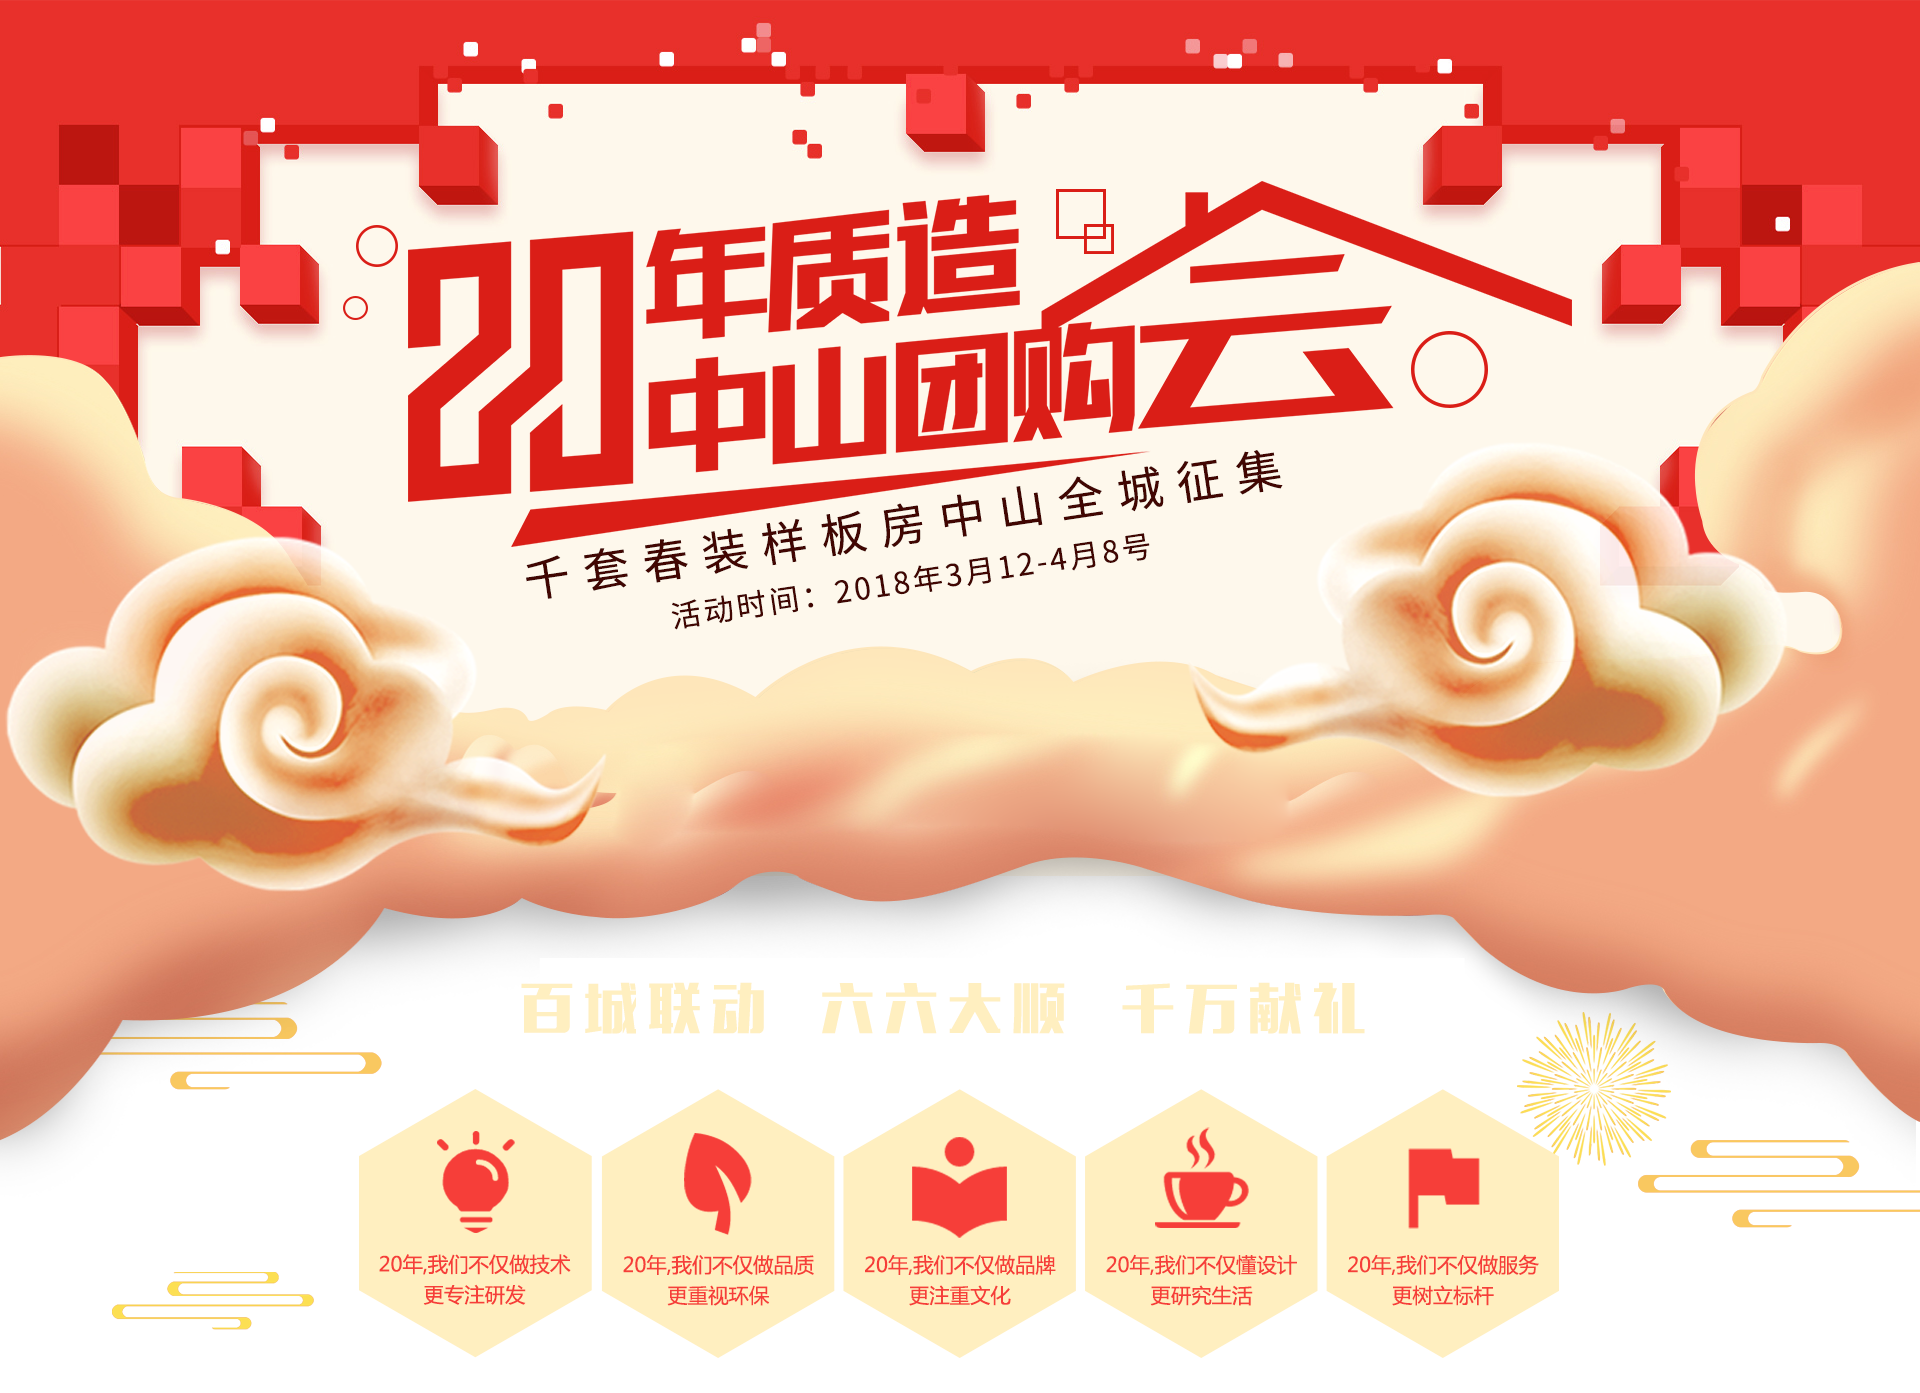 20年质造
中山团购会
千套春装样板房中山全城征集
活动时间：2018年3月12-4月8号
百城联动 六六大顺 千万献礼
20年,我们不仅做技术
更专注研发
20年,我们不仅做品质
更重视环保
20年,我们不仅做品牌
更注重文化
20年,我们不仅懂设计
更研究生活
20年,我们不仅做服务
更树立标杆